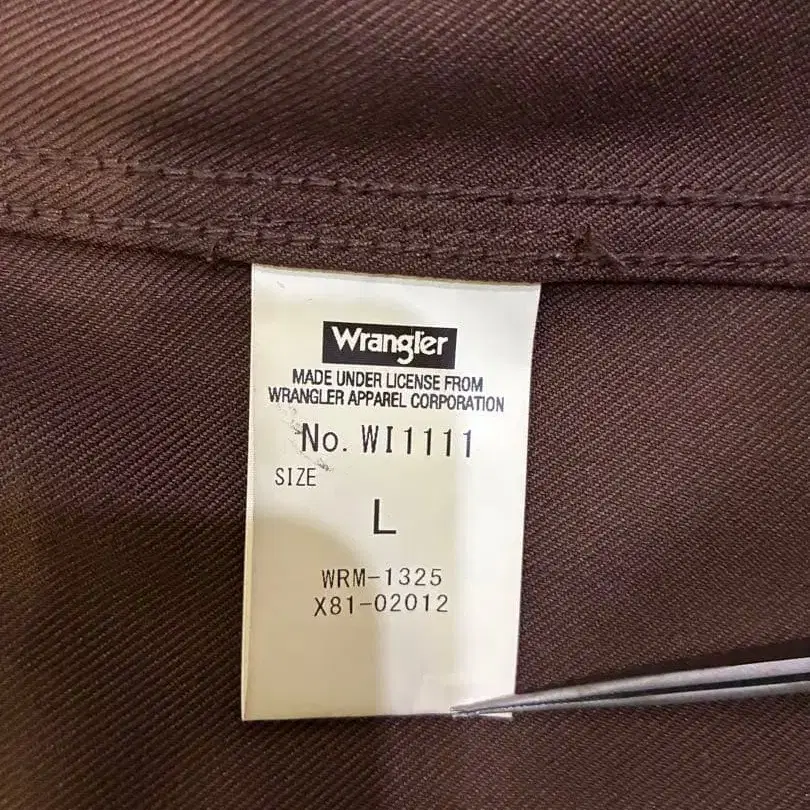 Wrangler
MADE UNDER LICENSE FROM
WRANGLER APPAREL CORPORATION
No. WI1111
SIZE
L
WRM-1325
X81-02012